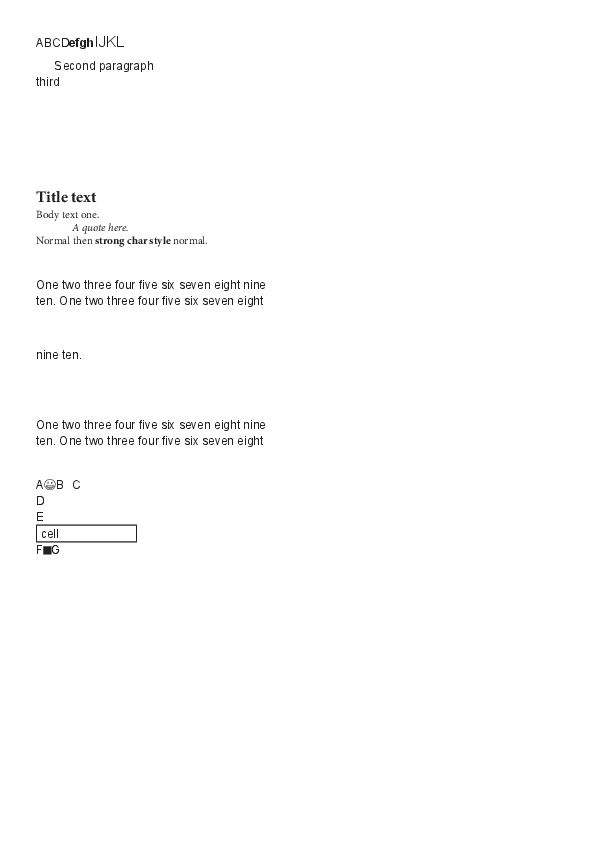 ABCDefghIJKL
Second paragraph
third
Title text
Body text one.
A quote here.
Normal then strong char style normal.
One two three four five six seven eight nine
ten. One two three four five six seven eight
nine ten.
One two three four five six seven eight nine
ten. One two three four five six seven eight
A😀B C
D
E
cell
F■G